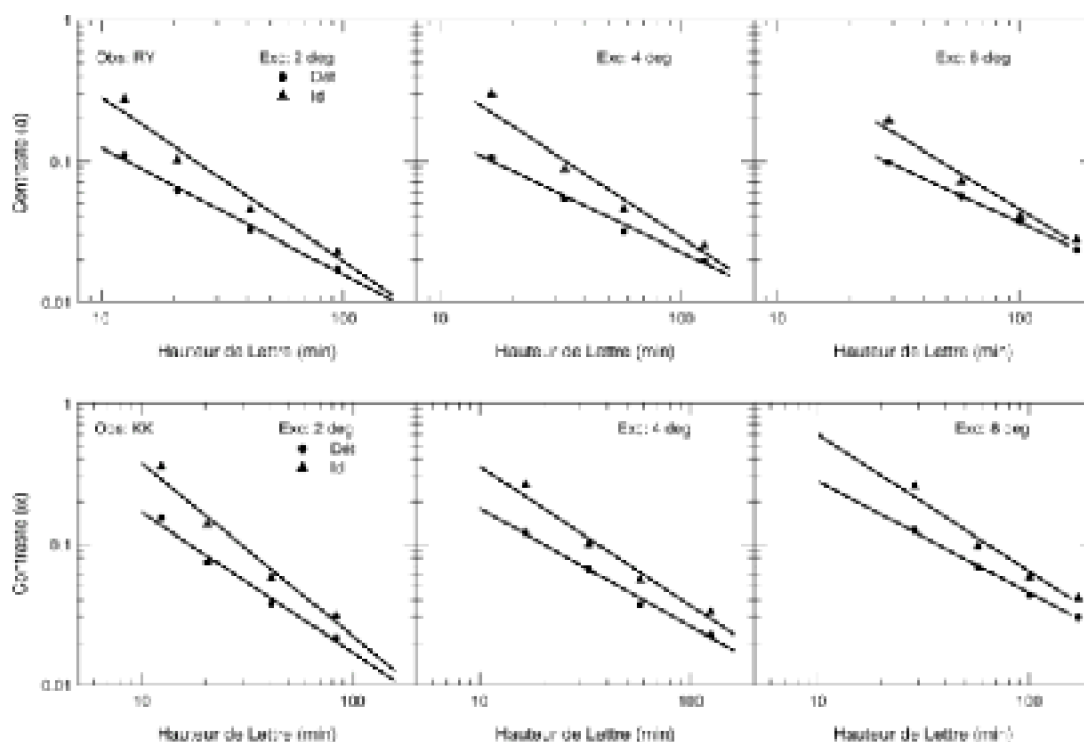 1
Obs: RY
Exc: 2 deg
Exc: 4 deg
Exc: 8 deg
Dét
Id
Contraste (α)
0.1
0.01
10 100 10 100 10 100
Hauteur de Lettre (min) Hauteur de Lettre (min) Hauteur de Lettre (min)
1
Obs: KK
Exc: 2 deg
Exc: 4 deg
Exc: 8 deg
Dét
Id
Contraste (α)
0.1
0.01
10 100 10 100 10 100
Hauteur de Lettre (min) Hauteur de Lettre (min) Hauteur de Lettre (min)